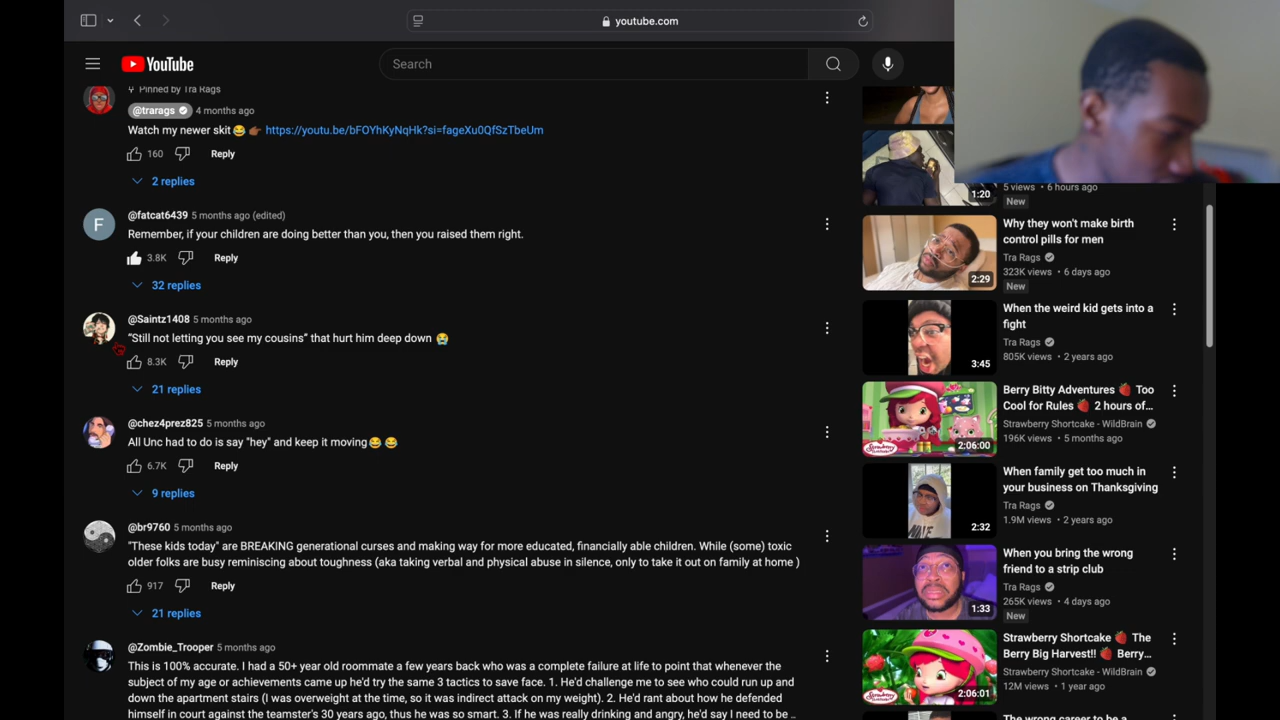 youtube.com
YouTube
Search
Pinned by Tra Rags
@trarags 4 months ago
Watch my newer skit😂 👉🏾 https://youtu.be/bFOYhKyNqHk?si=fageXu0QfSzTbeUm
160 Reply
2 replies
F
@fatcat6439 5 months ago (edited)
Remember, if your children are doing better than you, then you raised them right.
3.8K Reply
32 replies
@Saintz1408 5 months ago
“Still not letting you see my cousins” that hurt him deep down 😭
8.3K Reply
21 replies
@chez4prez825 5 months ago
All Unc had to do is say "hey" and keep it moving😂 😂
6.7K Reply
9 replies
@br9760 5 months ago
"These kids today" are BREAKING generational curses and making way for more educated, financially able children. While (some) toxic
older folks are busy reminiscing about toughness (aka taking verbal and physical abuse in silence, only to take it out on family at home )
917 Reply
21 replies
@Zombie_Trooper 5 months ago
This is 100% accurate. I had a 50+ year old roommate a few years back who was a complete failure at life to point that whenever the
subject of my age or achievements came up he'd try the same 3 tactics to save face. 1. He'd challenge me to see who could run up and
down the apartment stairs (I was overweight at the time, so it was indirect attack on my weight). 2. He'd rant about how he defended
himself in court against the teamster's 30 years ago, thus he was so smart. 3. If he was really drinking and angry, he'd say I need to be ..
1:20
5 views • 6 hours ago
New
2:29
Why they won't make birth
control pills for men
Tra Rags
323K views • 6 days ago
New
3:45
When the weird kid gets into a
fight
Tra Rags
805K views • 2 years ago
2:06:00
Berry Bitty Adventures 🍓 Too
Cool for Rules 🍓 2 hours of...
Strawberry Shortcake - WildBrain
196K views • 5 months ago
2:32
When family get too much in
your business on Thanksgiving
Tra Rags
1.9M views • 2 years ago
1:33
When you bring the wrong
friend to a strip club
Tra Rags
265K views • 4 days ago
New
2:06:01
Strawberry Shortcake 🍓 The
Berry Big Harvest!! 🍓 Berry...
Strawberry Shortcake - WildBrain
12M views • 1 year ago
The wrong career to be a